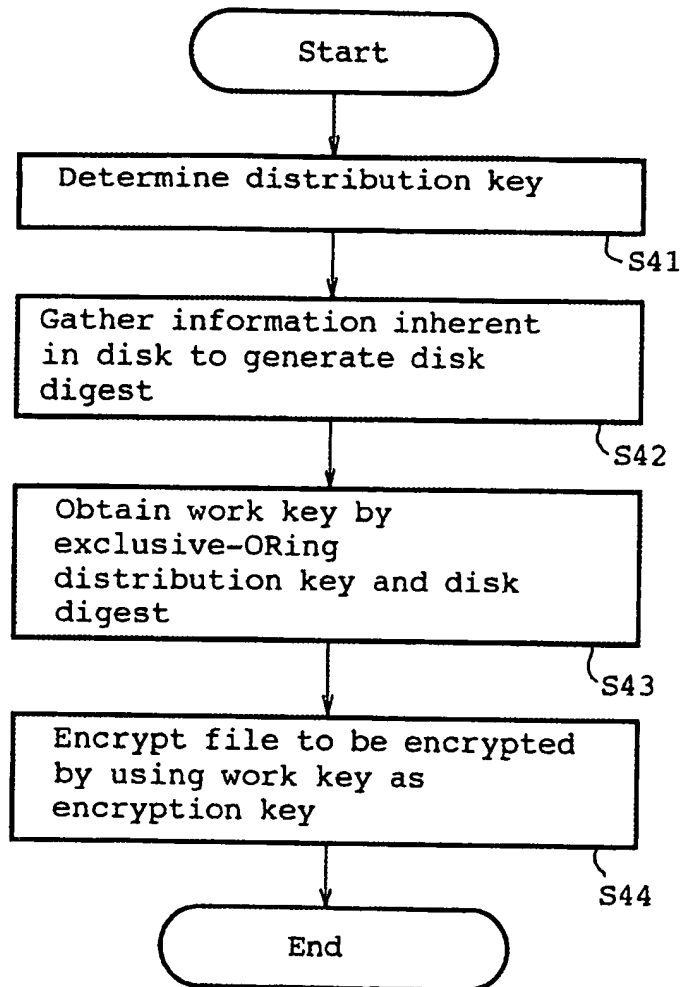 Start
Determine distribution key
S41
Gather information inherent
in disk to generate disk
digest
S42
Obtain work key by
exclusive-ORing
distribution key and disk
digest
S43
Encrypt file to be encrypted
by using work key as
encryption key
S44
End